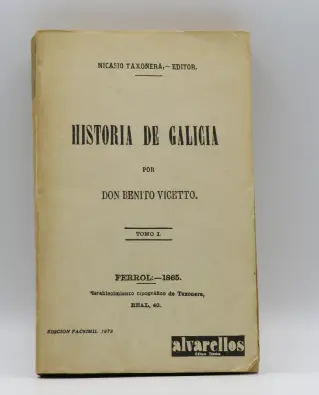 NICASIO TAXONERA,—EDITOR.
HISTORIA DE GALICIA
POR
DON BENITO VICETTO.
TOMO I.
FERROL:—1865.
Establecimiento tipográfico de Taxonera,
REAL, 40.
EDICION FACSIMIL. 1979
alvarellos